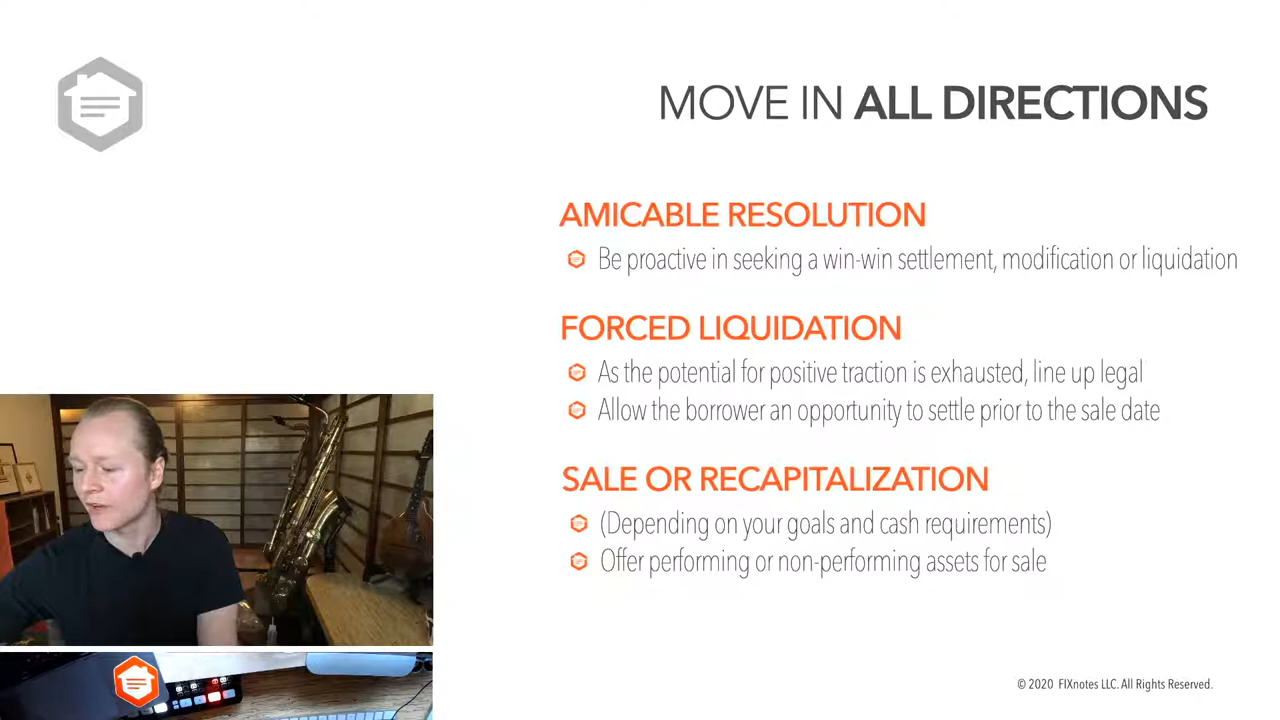 MOVE IN ALL DIRECTIONS
AMICABLE RESOLUTION
Be proactive in seeking a win-win settlement, modification or liquidation
FORCED LIQUIDATION
As the potential for positive traction is exhausted, line up legal
Allow the borrower an opportunity to settle prior to the sale date
SALE OR RECAPITALIZATION
(Depending on your goals and cash requirements)
Offer performing or non-performing assets for sale
© 2020 FIXnotes LLC. All Rights Reserved.